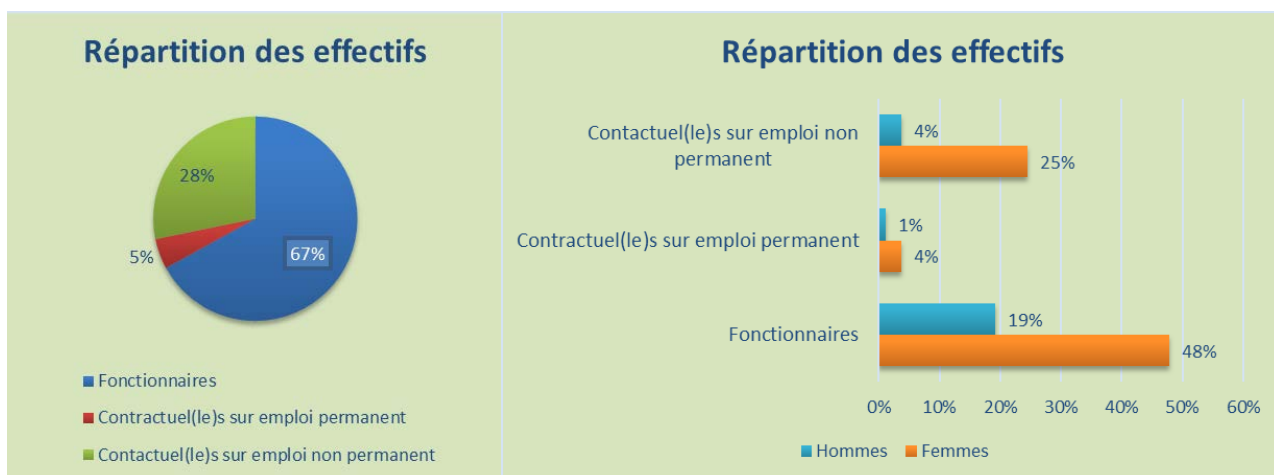 Répartition des effectifs
28%
5%
67%
Fonctionnaires
Contractuel(le)s sur emploi permanent
Contactuel(le)s sur emploi non permanent
Répartition des effectifs
Contactuel(le)s sur emploi non
permanent
4%
25%
Contractuel(le)s sur emploi permanent
1%
4%
Fonctionnaires
19%
48%
0% 10% 20% 30% 40% 50% 60%
Hommes Femmes